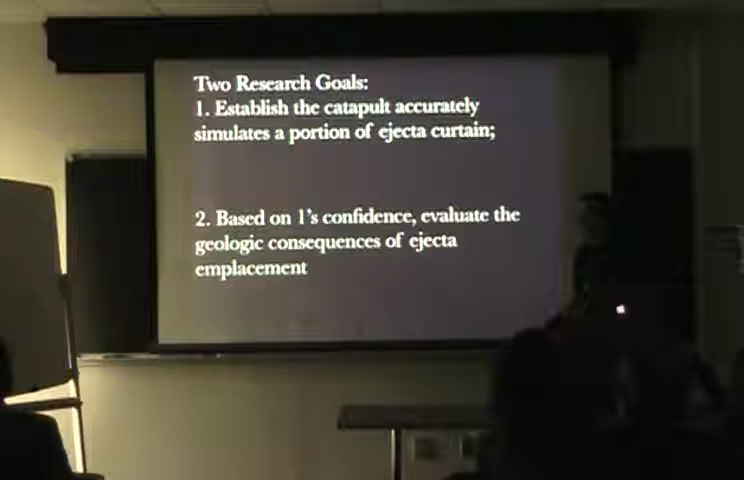 Two Research Goals:
1. Establish the catapult accurately
simulates a portion of ejecta curtain;
2. Based on 1's confidence, evaluate the
geologic consequences of ejecta
emplacement